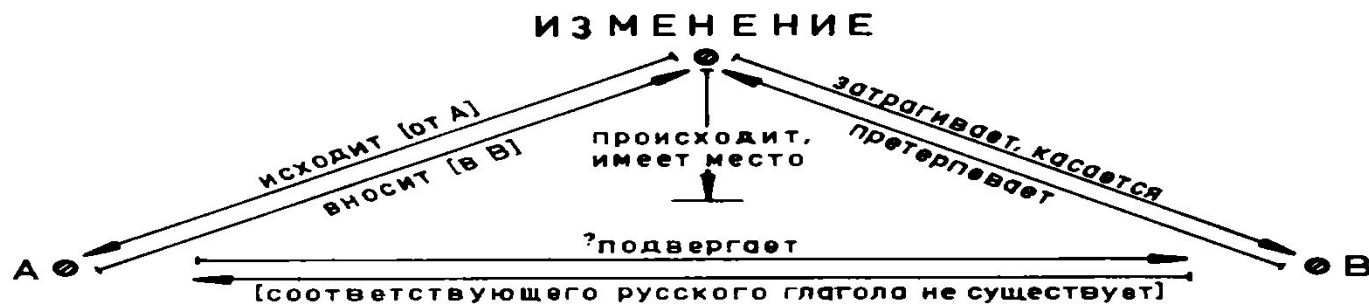 ИЗМЕНЕНИЕ
исходит [от А]
вносит [в В]
происходит,
имеет место
затрагивает, касается
претерпевает
А
?подвергает
В
[соответствующего русского глагола не существует]